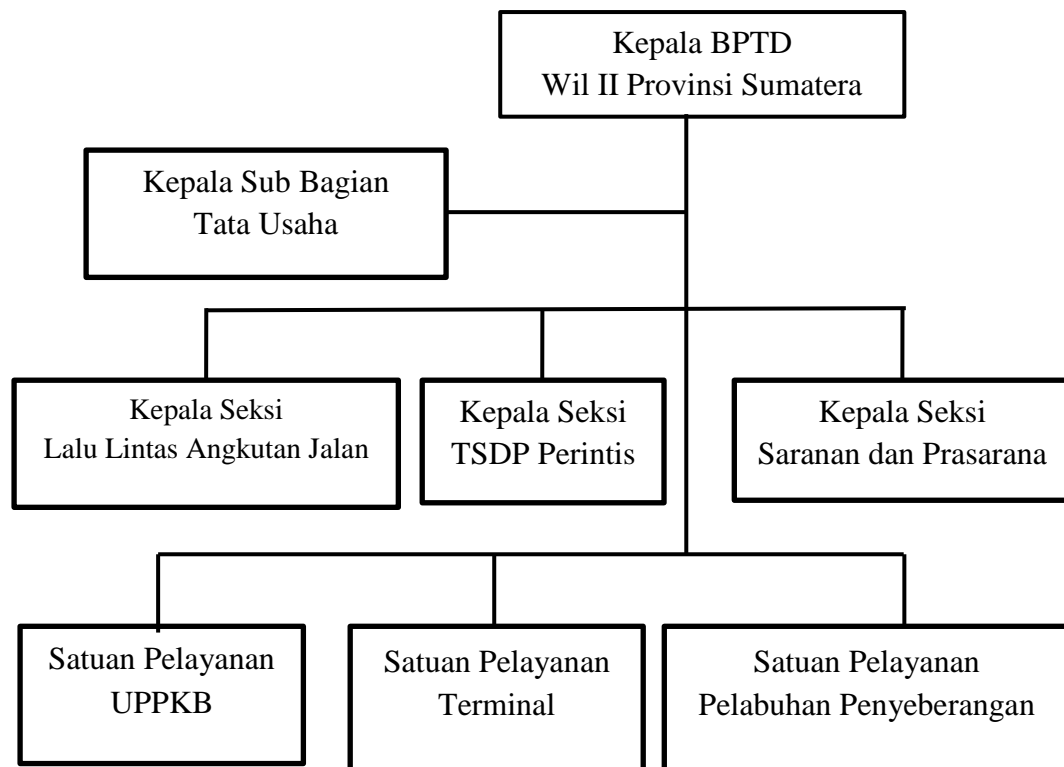 Kepala BPTD
Wil II Provinsi Sumatera
Kepala Sub Bagian
Tata Usaha
Kepala Seksi
Lalu Lintas Angkutan Jalan
Kepala Seksi
TSDP Perintis
Kepala Seksi
Saranan dan Prasarana
Satuan Pelayanan
UPPKB
Satuan Pelayanan
Terminal
Satuan Pelayanan
Pelabuhan Penyeberangan